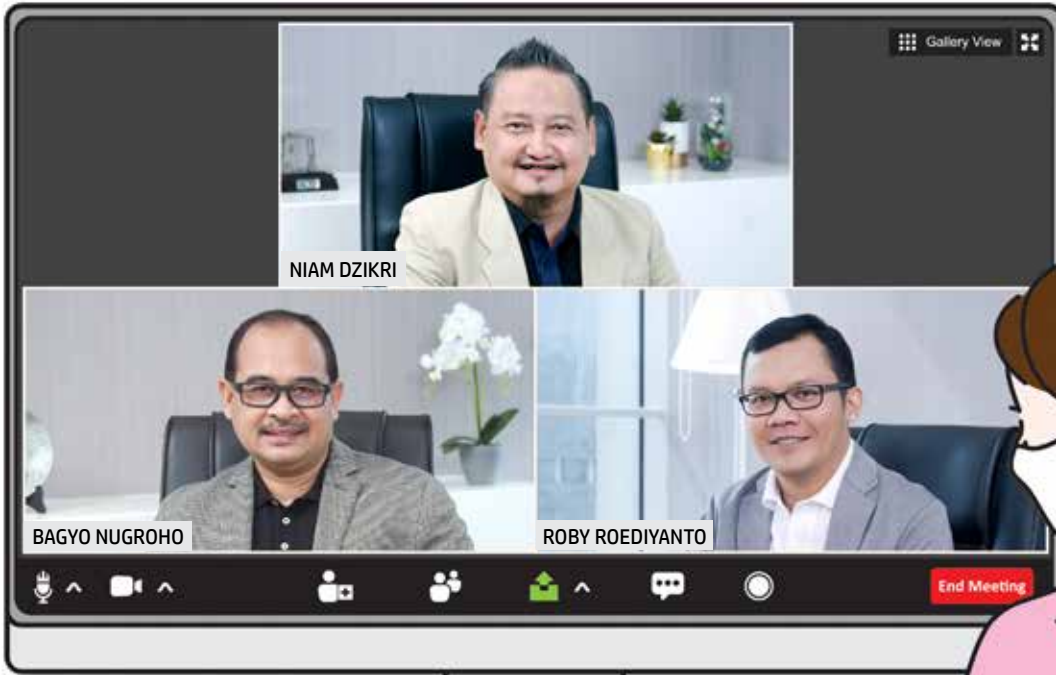 Gallery View
NIAM DZIKRI
BAGYO NUGROHO
ROBY ROEDIYANTO
End Meeting